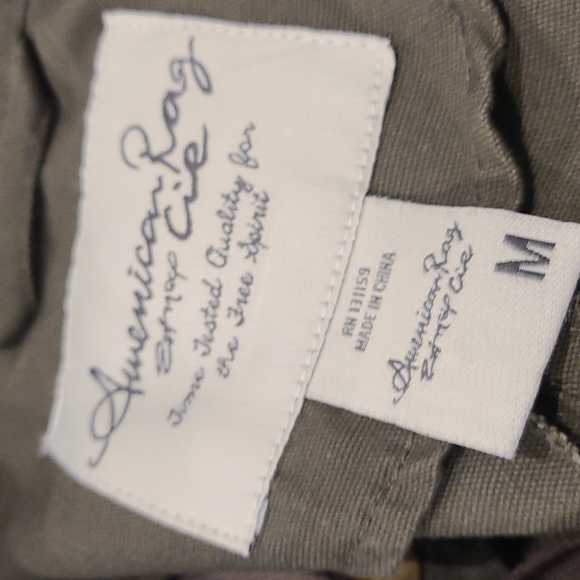 American Rag
Cie
Time Tested Quality for
the Free Spirit
M
American Rag
Cie
RN 131159
MADE IN CHINA